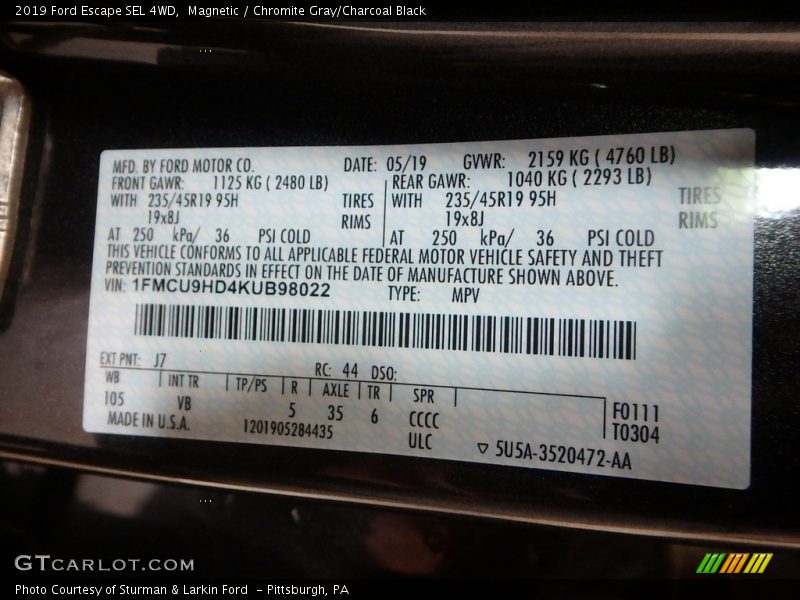 2019 Ford Escape SEL 4WD, Magnetic / Chromite Gray/Charcoal Black
MFD. BY FORD MOTOR CO. DATE: 05/19 GVWR: 2159 KG ( 4760 LB)
FRONT GAWR: 1125 KG ( 2480 LB) REAR GAWR: 1040 KG ( 2293 LB)
WITH 235/45R19 95H TIRES WITH 235/45R19 95H TIRES
19x8J RIMS 19x8J RIMS
AT 250 kPa/ 36 PSI COLD AT 250 kPa/ 36 PSI COLD
THIS VEHICLE CONFORMS TO ALL APPLICABLE FEDERAL MOTOR VEHICLE SAFETY AND THEFT
PREVENTION STANDARDS IN EFFECT ON THE DATE OF MANUFACTURE SHOWN ABOVE.
VIN: 1FMCU9HD4KUB98022 TYPE: MPV
EXT PNT: J7 RC: 44 DSO:
WB INT TR TP/PS R AXLE TR SPR
105 VB 5 35 6 CCCC F0111
MADE IN U.S.A. 1201905284435 ULC T0304
5U5A-3520472-AA
GTCARLOT.COM
Photo Courtesy of Sturman & Larkin Ford - Pittsburgh, PA